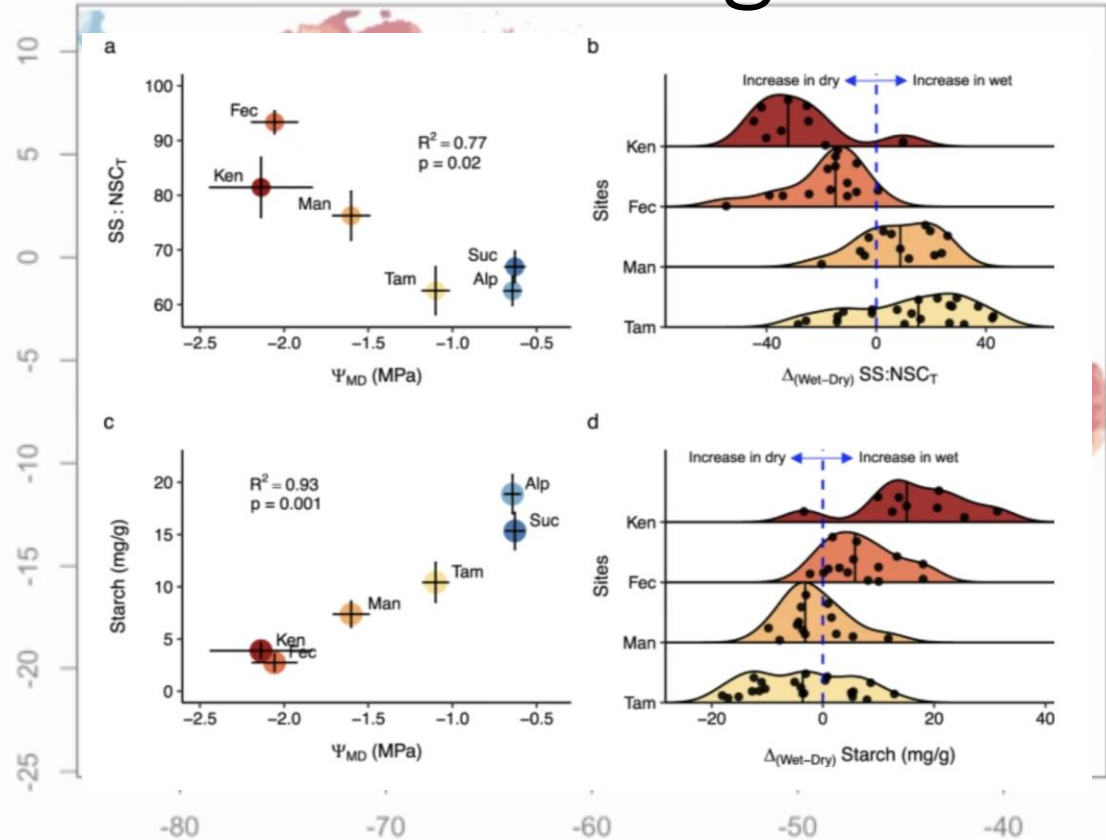 g
10
5
0
-5
-10
-15
-20
-25
-80
-70
-60
-50
-40
a
SS : NSCT
100
90
80
70
60
Fec
Ken
Man
Tam
Suc
Alp
R² = 0.77
p = 0.02
−2.5 −2.0 −1.5 −1.0 −0.5
ΨMD (MPa)
b
Increase in dry Increase in wet
Sites
Ken
Fec
Man
Tam
−40 0 40
Δ(Wet−Dry) SS:NSCT
c
Starch (mg/g)
20
15
10
5
0
R² = 0.93
p = 0.001
Alp
Suc
Tam
Man
Ken
Fec
−2.5 −2.0 −1.5 −1.0 −0.5
ΨMD (MPa)
d
Increase in dry Increase in wet
Sites
Ken
Fec
Man
Tam
−20 0 20 40
Δ(Wet−Dry) Starch (mg/g)